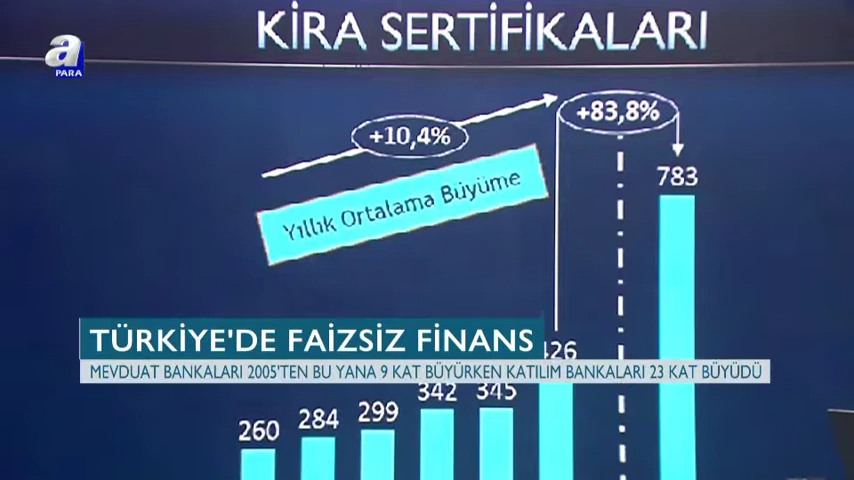 KİRA SERTİFİKALARI
a
PARA
+10,4%
+83,8%
783
Yıllık Ortalama Büyüme
TÜRKİYE'DE FAİZSİZ FİNANS
426
MEVDUAT BANKALARI 2005'TEN BU YANA 9 KAT BÜYÜRKEN KATILIM BANKALARI 23 KAT BÜYÜDÜ
260
284
299
342
345